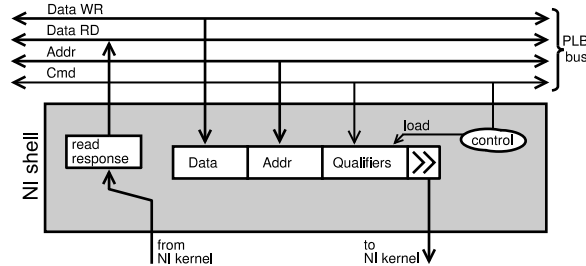 Data WR
Data RD
Addr
Cmd
PLB
bus
NI shell
read
response
Data
Addr
Qualifiers
load
control
from
NI kernel
to
NI kernel